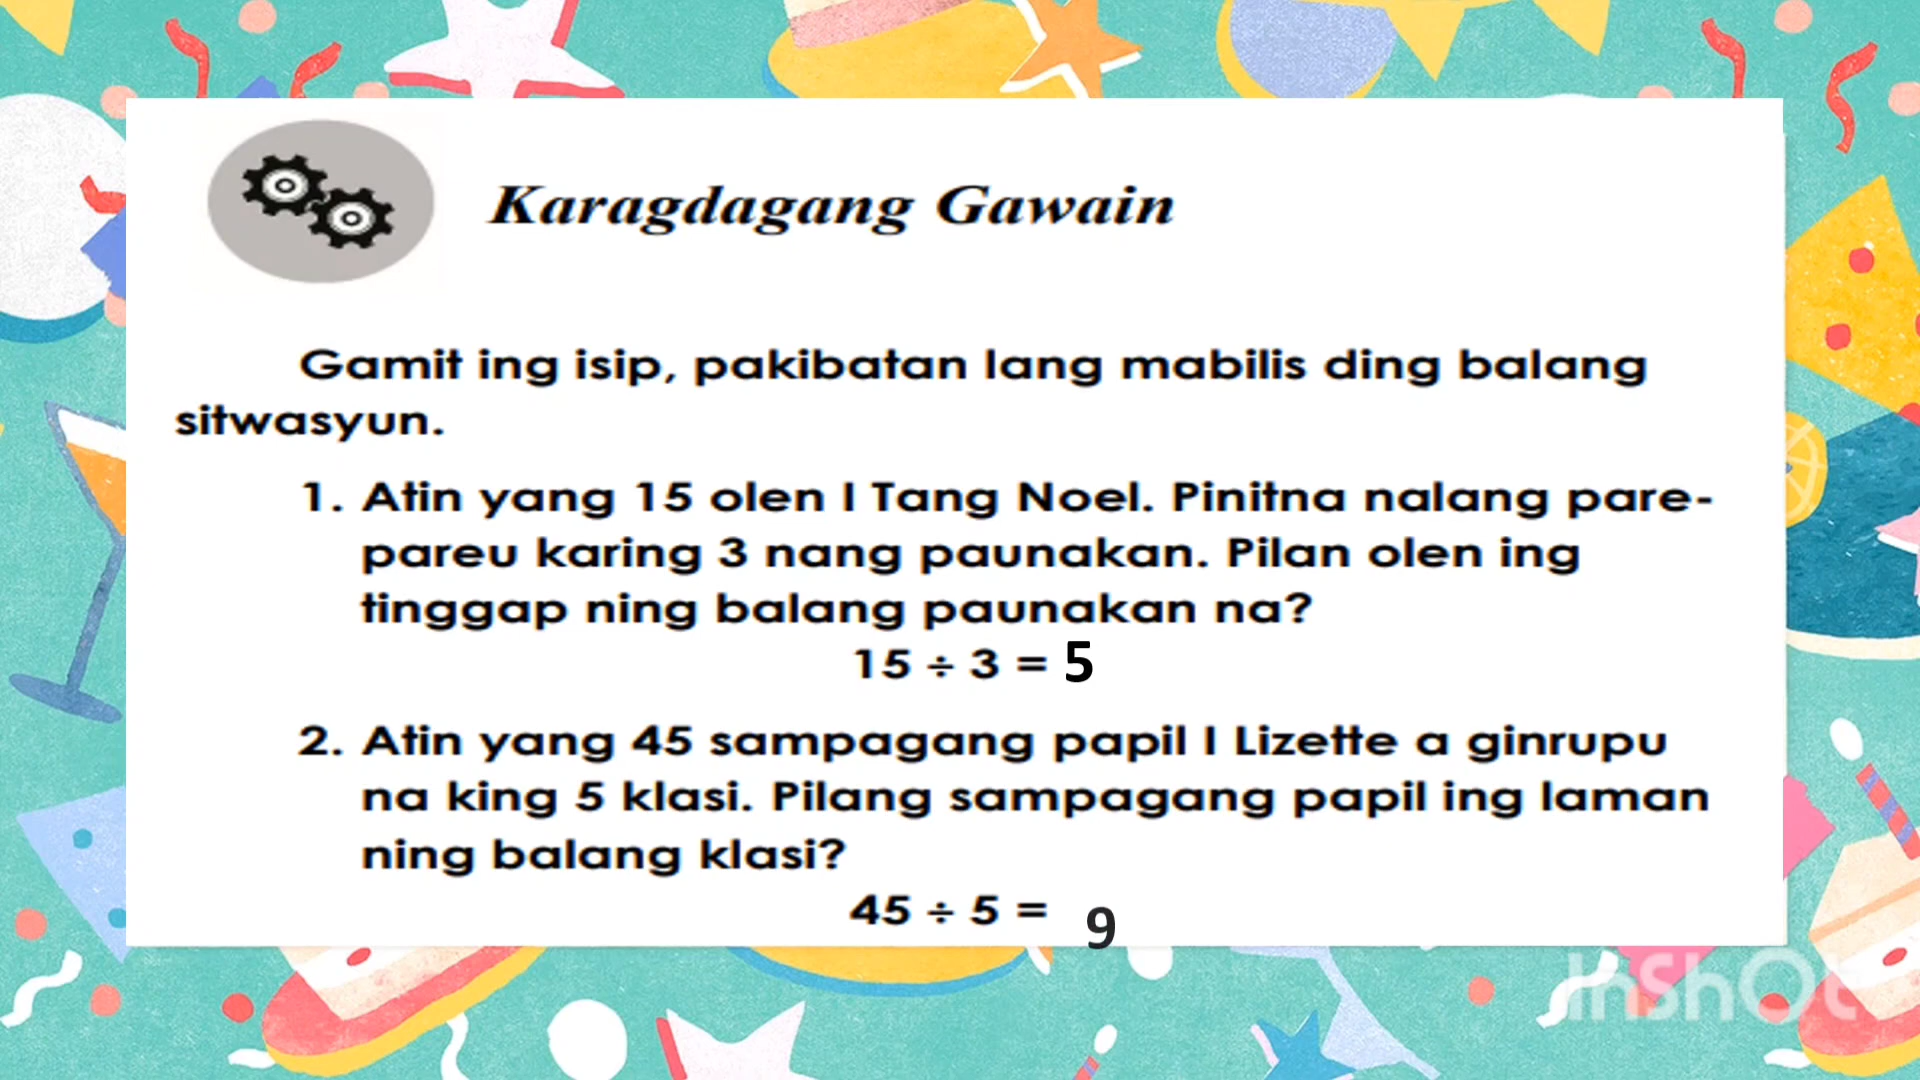 Karagdagang Gawain
Gamit ing isip, pakibatan lang mabilis ding balang
sitwasyun.
1. Atin yang 15 olen I Tang Noel. Pinitna nalang pare-
pareu karing 3 nang paunakan. Pilan olen ing
tinggap ning balang paunakan na?
15 ÷ 3 = 5
2. Atin yang 45 sampagang papil I Lizette a ginrupu
na king 5 klasi. Pilang sampagang papil ing laman
ning balang klasi?
45 ÷ 5 = 9
InShOt